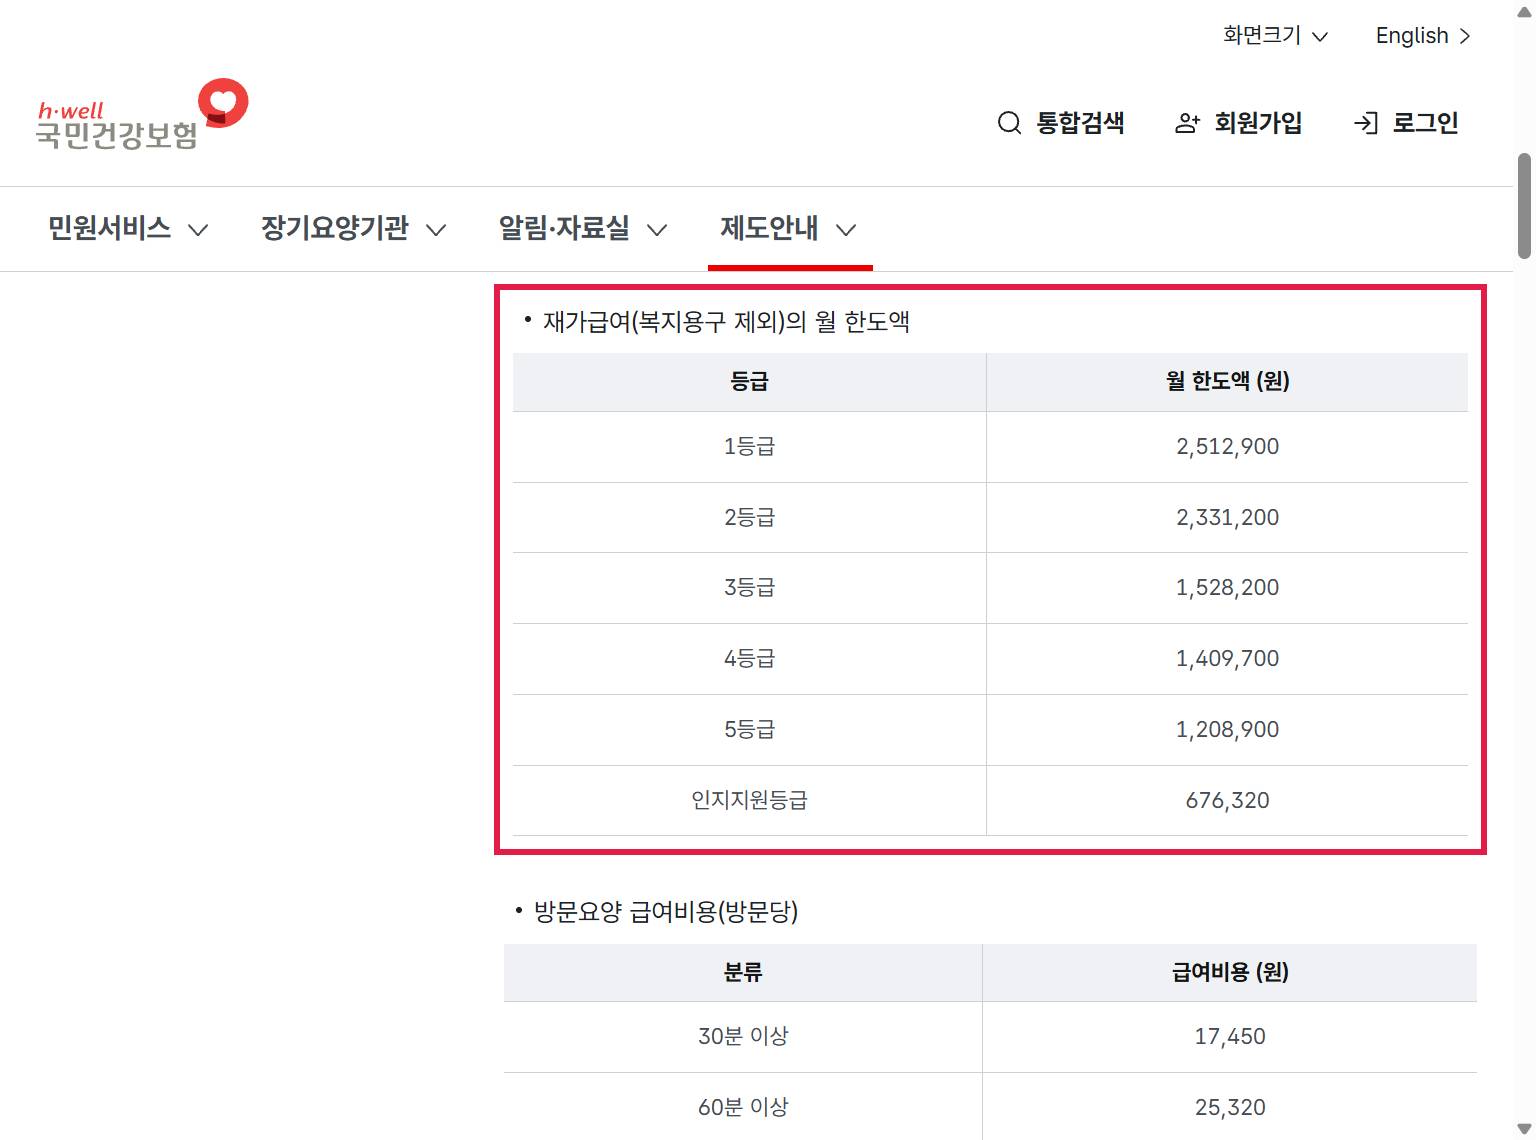 화면크기 English
h·well
국민건강보험
통합검색 회원가입 로그인
민원서비스 장기요양기관 알림·자료실 제도안내
• 재가급여(복지용구 제외)의 월 한도액
등급 월 한도액 (원)
1등급 2,512,900
2등급 2,331,200
3등급 1,528,200
4등급 1,409,700
5등급 1,208,900
인지지원등급 676,320
• 방문요양 급여비용(방문당)
분류 급여비용 (원)
30분 이상 17,450
60분 이상 25,320